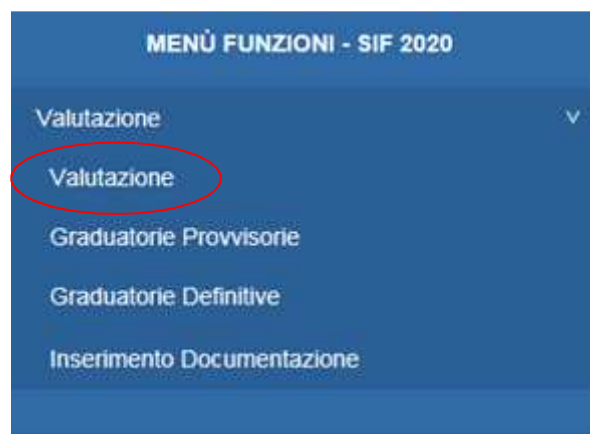 MENÙ FUNZIONI - SIF 2020
Valutazione
Valutazione
Graduatorie Provvisorie
Graduatorie Definitive
Inserimento Documentazione